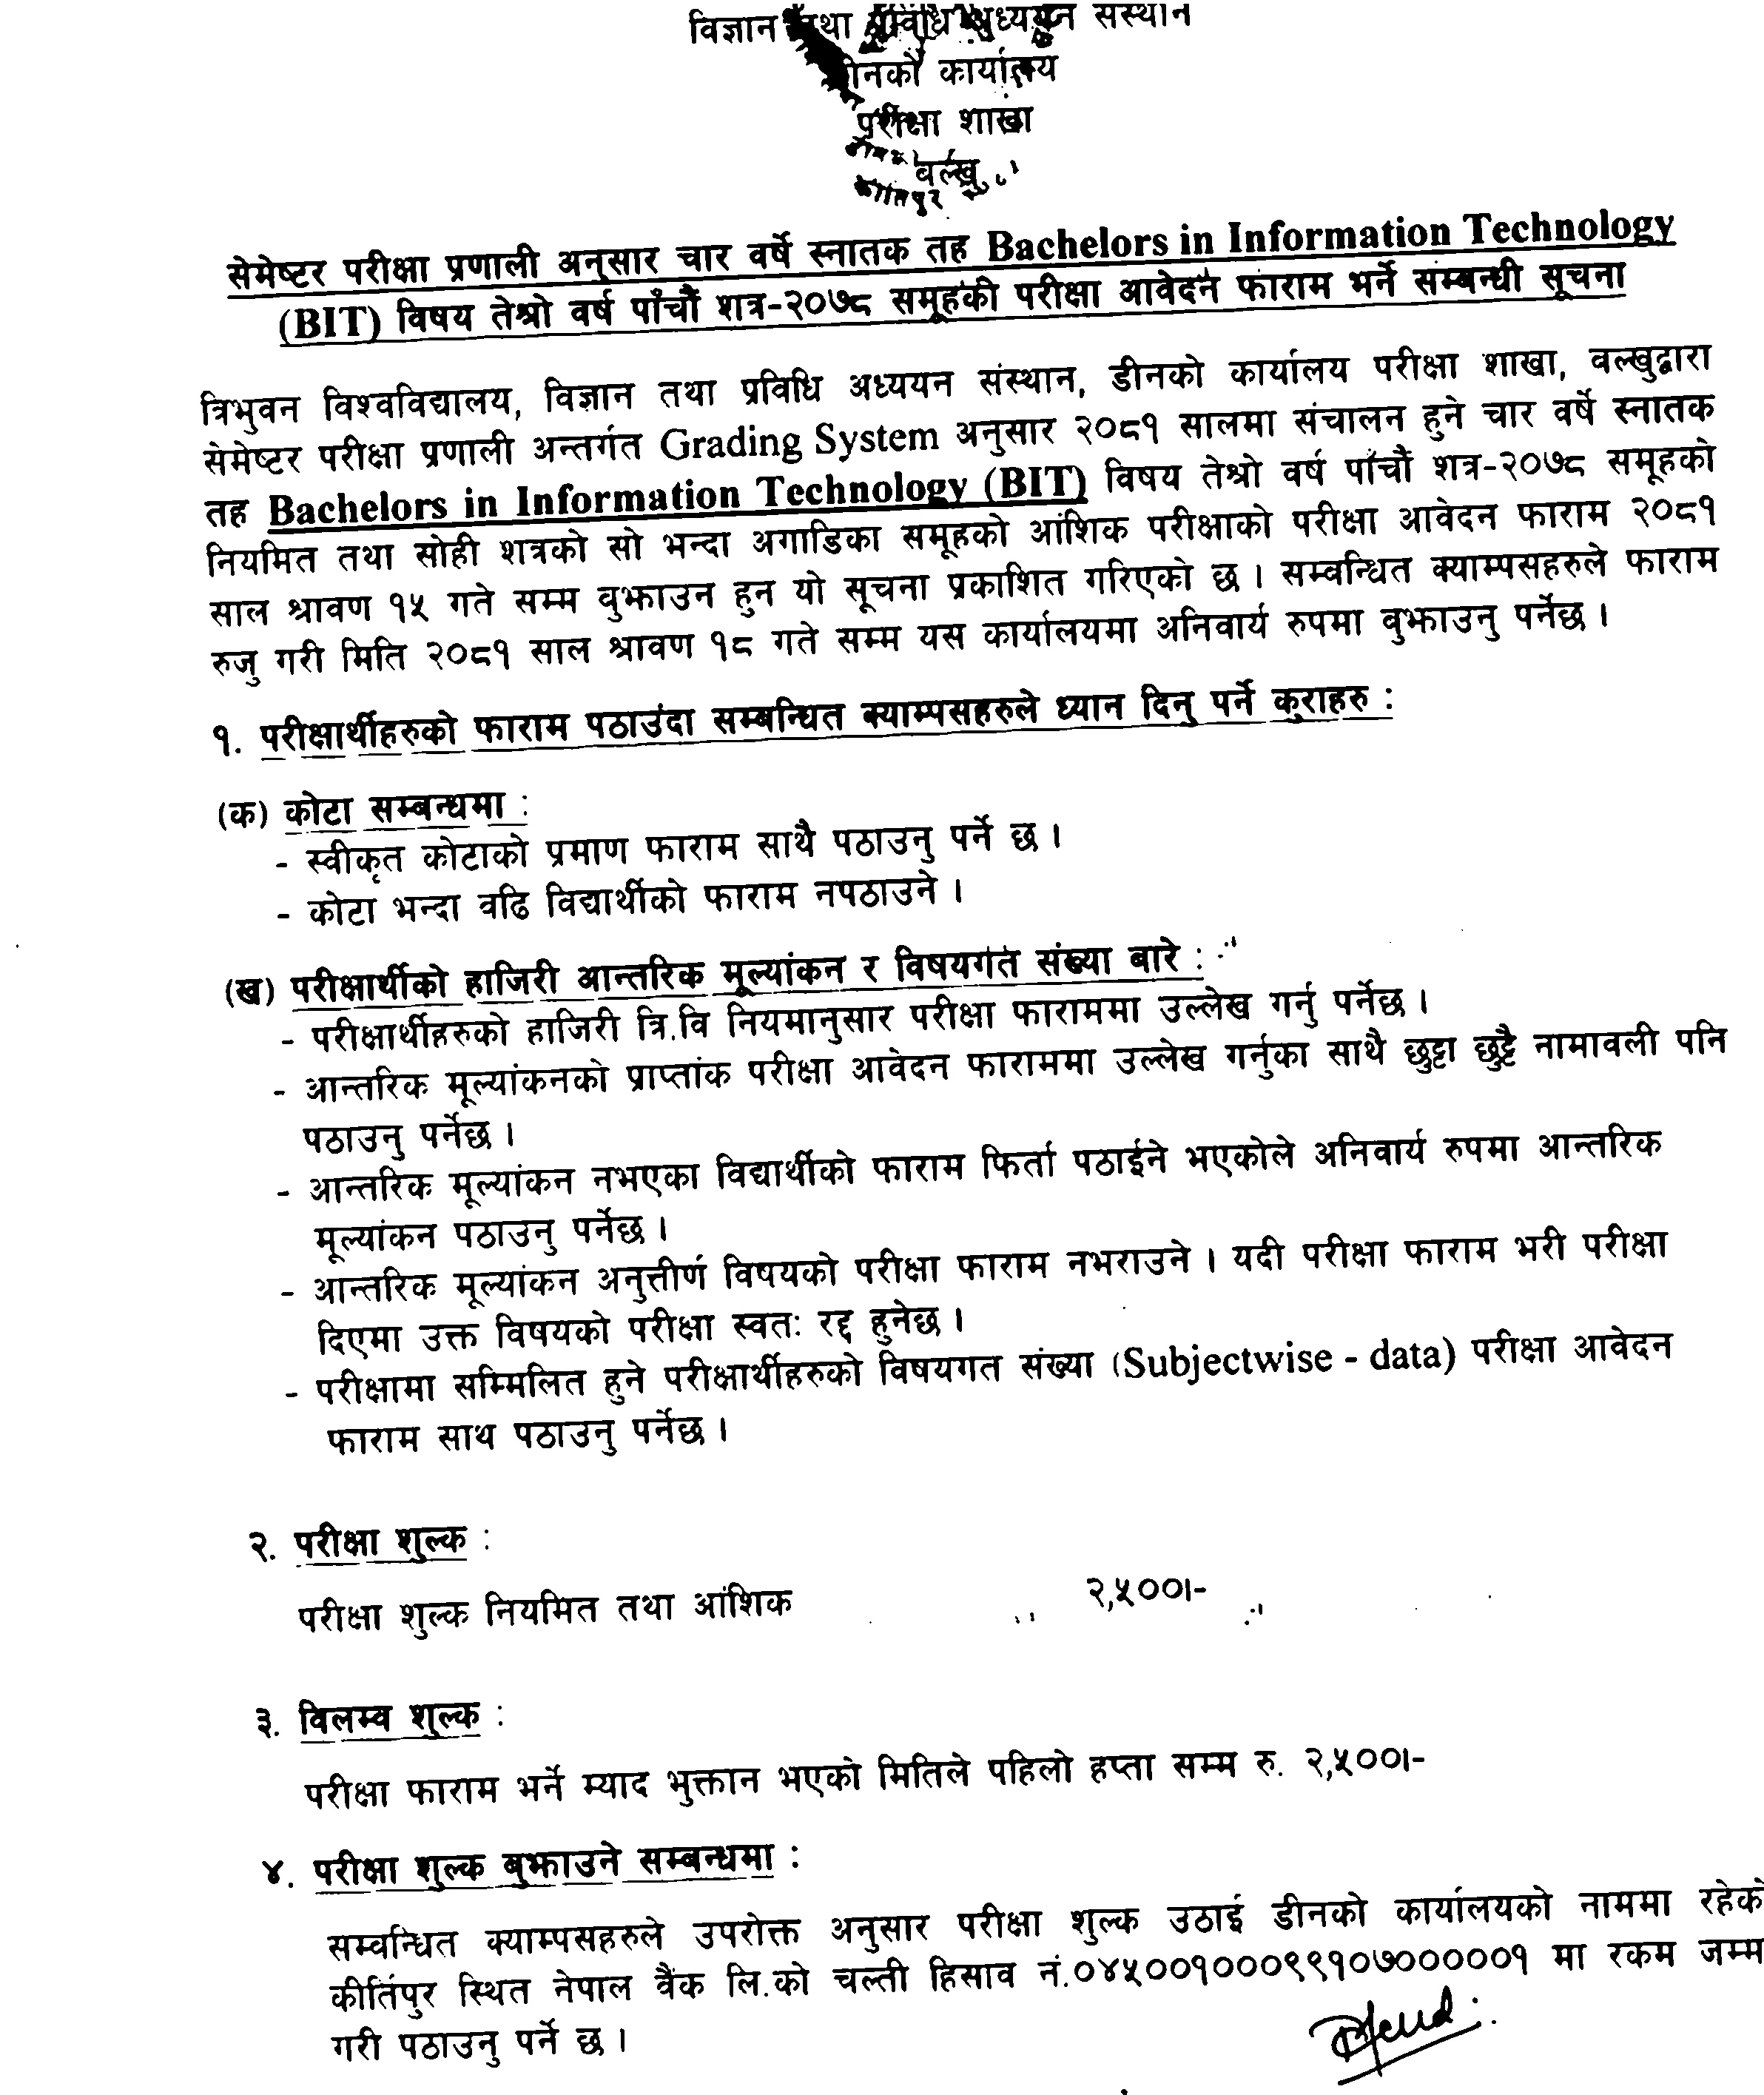 विज्ञान तथा प्रविधि अध्ययन संस्थान
डीनको कार्यालय
परीक्षा शाखा
वल्खु
कीर्तिपुर
सेमेष्टर परीक्षा प्रणाली अनुसार चार वर्षे स्नातक तह Bachelors in Information Technology
(BIT) विषय तेश्रो वर्ष पाँचौं शत्र-२०७८ समूहको परीक्षा आवेदन फाराम भर्ने सम्बन्धी सूचना
त्रिभुवन विश्वविद्यालय, विज्ञान तथा प्रविधि अध्ययन संस्थान, डीनको कार्यालय परीक्षा शाखा, वल्खुद्वारा
सेमेष्टर परीक्षा प्रणाली अन्तर्गत Grading System अनुसार २०८१ सालमा संचालन हुने चार वर्षे स्नातक
तह Bachelors in Information Technology (BIT) विषय तेश्रो वर्ष पाँचौं शत्र-२०७८ समूहको
नियमित तथा सोही शत्रको सो भन्दा अगाडिका समूहको आंशिक परीक्षाको परीक्षा आवेदन फाराम २०८१
साल श्रावण १५ गते सम्म वुझाउन हुन यो सूचना प्रकाशित गरिएको छ । सम्वन्धित क्याम्पसहरुले फाराम
रुजु गरी मिति २०८१ साल श्रावण १८ गते सम्म यस कार्यालयमा अनिवार्य रुपमा वुझाउनु पर्नेछ ।
१. परीक्षार्थीहरुको फाराम पठाउंदा सम्बन्धित क्याम्पसहरुले ध्यान दिनु पर्ने कुराहरु :
(क) कोटा सम्बन्धमा :
- स्वीकृत कोटाको प्रमाण फाराम साथै पठाउनु पर्ने छ ।
- कोटा भन्दा वढि विद्यार्थीको फाराम नपठाउने ।
(ख) परीक्षार्थीको हाजिरी आन्तरिक मूल्यांकन र विषयगत संख्या बारे :
- परीक्षार्थीहरुको हाजिरी त्रि.वि नियमानुसार परीक्षा फाराममा उल्लेख गर्नु पर्नेछ ।
- आन्तरिक मूल्यांकनको प्राप्तांक परीक्षा आवेदन फाराममा उल्लेख गर्नुका साथै छुट्टा छुट्टै नामावली पनि
पठाउनु पर्नेछ ।
- आन्तरिक मूल्यांकन नभएका विद्यार्थीको फाराम फिर्ता पठाईने भएकोले अनिवार्य रुपमा आन्तरिक
मूल्यांकन पठाउनु पर्नेछ ।
- आन्तरिक मूल्यांकन अनुत्तीर्ण विषयको परीक्षा फाराम नभराउने । यदी परीक्षा फाराम भरी परीक्षा
दिएमा उक्त विषयको परीक्षा स्वतः रद्द हुनेछ ।
- परीक्षामा सम्मिलित हुने परीक्षार्थीहरुको विषयगत संख्या (Subjectwise - data) परीक्षा आवेदन
फाराम साथ पठाउनु पर्नेछ ।
२. परीक्षा शुल्क :
परीक्षा शुल्क नियमित तथा आंशिक २,५००।-
३. विलम्व शुल्क :
परीक्षा फाराम भर्ने म्याद भुक्तान भएको मितिले पहिलो हप्ता सम्म रु. २,५००।-
४. परीक्षा शुल्क बुझाउने सम्बन्धमा :
सम्वन्धित क्याम्पसहरुले उपरोक्त अनुसार परीक्षा शुल्क उठाई डीनको कार्यालयको नाममा रहेको
कीर्तिपुर स्थित नेपाल बैंक लि.को चल्ती हिसाव नं.०४५००१०००९९१०७०००००१ मा रकम जम्म
गरी पठाउनु पर्ने छ ।